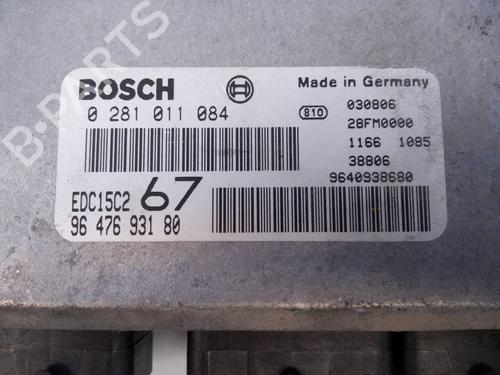 B-PARTS
BOSCH
Made in Germany
0 281 011 084
810
030806
28FM0000
1166 1085
38806
9640938680
EDC15C2 67
96 476 931 80